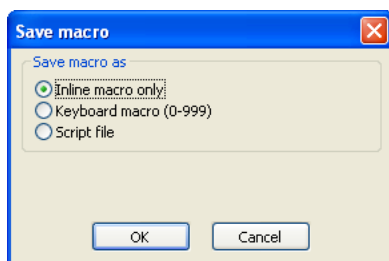 Save macro
Save macro as
Inline macro only
Keyboard macro (0-999)
Script file
OK Cancel